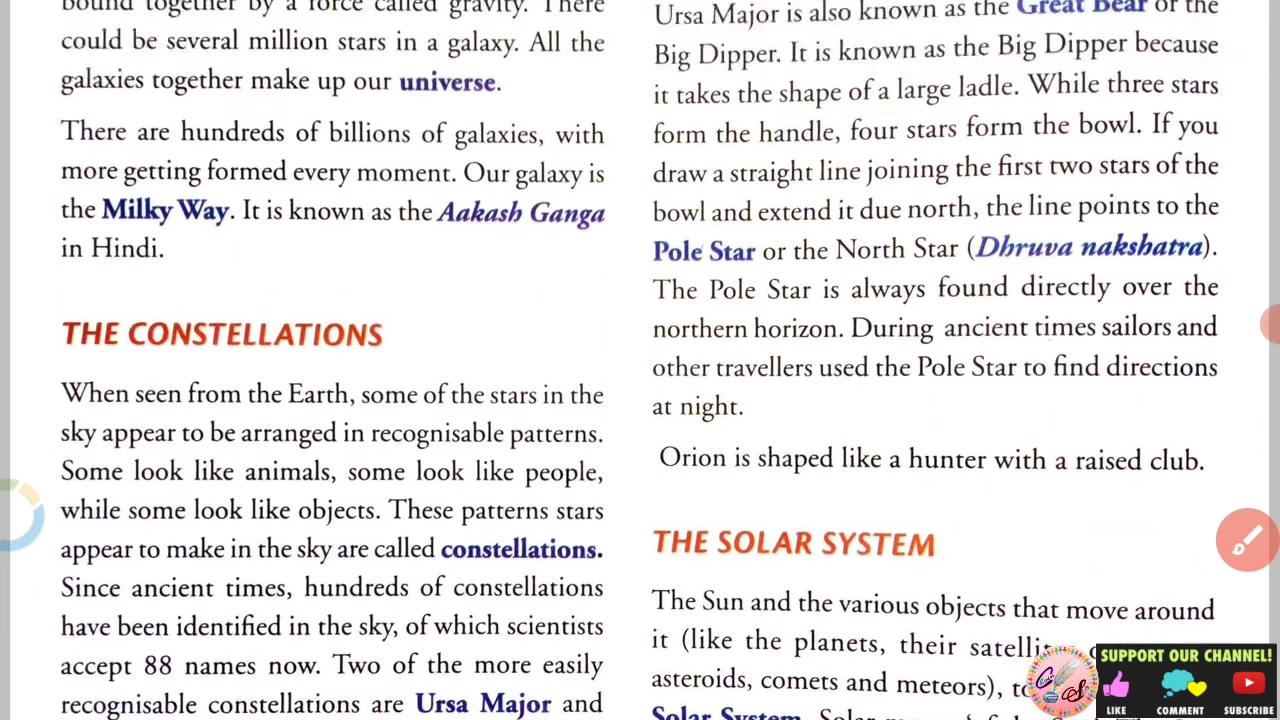 bound together by a force called gravity. There
could be several million stars in a galaxy. All the
galaxies together make up our universe.
There are hundreds of billions of galaxies, with
more getting formed every moment. Our galaxy is
the Milky Way. It is known as the Aakash Ganga
in Hindi.
THE CONSTELLATIONS
When seen from the Earth, some of the stars in the
sky appear to be arranged in recognisable patterns.
Some look like animals, some look like people,
while some look like objects. These patterns stars
appear to make in the sky are called constellations.
Since ancient times, hundreds of constellations
have been identified in the sky, of which scientists
accept 88 names now. Two of the more easily
recognisable constellations are Ursa Major and
Ursa Major is also known as the Great Bear or the
Big Dipper. It is known as the Big Dipper because
it takes the shape of a large ladle. While three stars
form the handle, four stars form the bowl. If you
draw a straight line joining the first two stars of the
bowl and extend it due north, the line points to the
Pole Star or the North Star (Dhruva nakshatra).
The Pole Star is always found directly over the
northern horizon. During ancient times sailors and
other travellers used the Pole Star to find directions
at night.
Orion is shaped like a hunter with a raised club.
THE SOLAR SYSTEM
The Sun and the various objects that move around
it (like the planets, their
asteroids, comets and meteors),
Solar System. Solar
SUPPORT OUR CHANNEL!
LIKE COMMENT SUBSCRIBE